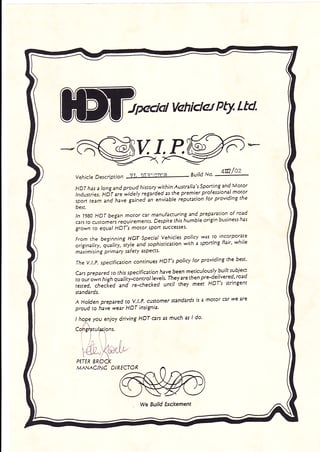 HDT Special Vehicles Pty. Ltd.
V.I.P.
Vehicle Description Build No. /02
HDT has a long and proud history within Australia's Sporting and Motor
Industries. HDT are widely regarded as the premier professional motor
sport team and have gained an enviable reputation for providing the
best.
In 1980 HDT began motor car manufacturing and preparation of road
cars to customers requirements. Despite this humble origin business has
grown to equal HDT's motor sport successes.
From the beginning HDT Special Vehicles policy was to incorporate
originality, quality, style and sophistication with a sporting flair, while
maximising primary safety aspects.
The V.I.P. specification continues HDT's policy for providing the best.
Cars prepared to this specification have been meticulously built subject
to our own high quality-control levels. They are then pre-delivered, road
tested, checked and re-checked until they meet HDT's stringent
standards.
A Holden prepared to V.I.P. customer standards is a motor car we are
proud to have wear HDT insignia.
I hope you enjoy driving HDT cars as much as I do.
Congratulations.
PETER BROCK
MANAGING DIRECTOR
We Build Excitement